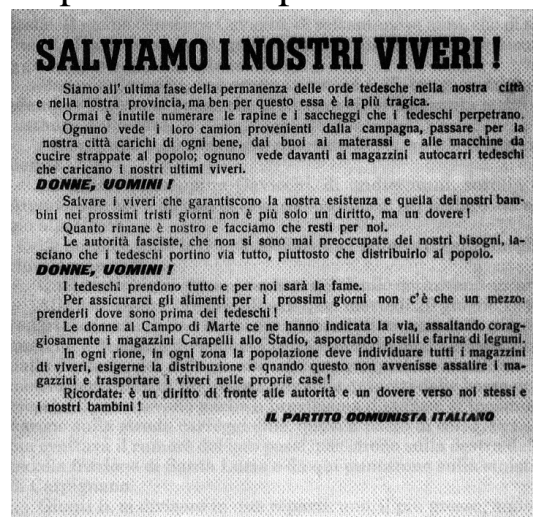 SALVIAMO I NOSTRI VIVERI !
Siamo all' ultima fase della permanenza delle orde tedesche nella nostra città
e nella nostra provincia, ma ben per questo essa è la più tragica.
Ormai è inutile numerare le rapine e i saccheggi che i tedeschi perpetrano.
Ognuno vede i loro camion provenienti dalla campagna, passare per la
nostra città carichi di ogni bene, dai buoi ai materassi e alle macchine da
cucire strappate al popolo; ognuno vede davanti ai magazzini autocarri tedeschi
che caricano i nostri ultimi viveri.
DONNE, UOMINI !
Salvare i viveri che garantiscono la nostra esistenza e quella dei nostri bam-
bini nei prossimi tristi giorni non è più solo un diritto, ma un dovere !
Quanto rimane è nostro e facciamo che resti per noi.
Le autorità fasciste, che non si sono mai preoccupate dei nostri bisogni, la-
sciano che i tedeschi portino via tutto, piuttosto che distribuirlo al popolo.
DONNE, UOMINI !
I tedeschi prendono tutto e per noi sarà la fame.
Per assicurarci gli alimenti per i prossimi giorni non c'è che un mezzo:
prenderli dove sono prima dei tedeschi !
Le donne al Campo di Marte ce ne hanno indicata la via, assaltando corag-
giosamente i magazzini Carapelli allo Stadio, asportando piselli e farina di legumi.
In ogni rione, in ogni zona la popolazione deve individuare tutti i magazzini
di viveri, esigerne la distribuzione e qnando questo non avvenisse assalire i ma-
gazzini e trasportare i viveri nelle proprie case !
Ricordate: è un diritto di fronte alle autorità e un dovere verso noi stessi e
i nostri bambini !
IL PARTITO COMUNISTA ITALIANO